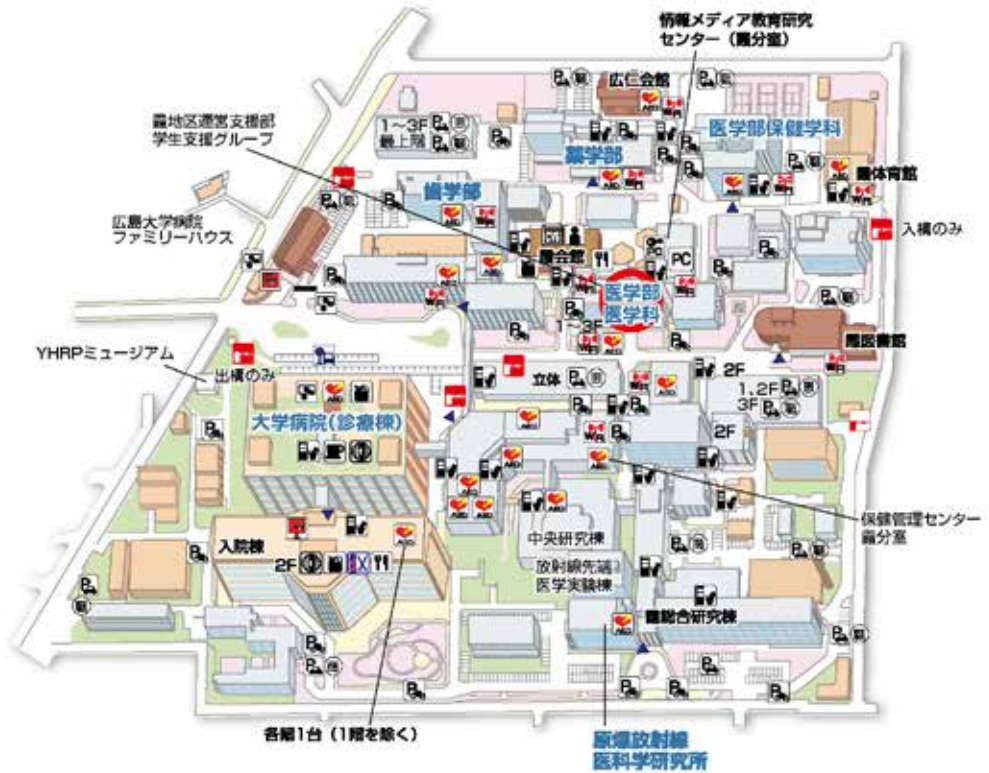 情報メディア教育研究
センター（霞分室）
広仁会館
霞地区運営支援部
学生支援グループ
1～3F
最上階
薬学部
医学部保健学科
霞体育館
歯学部
広島大学病院
ファミリーハウス
入構のみ
霞会館
PC
医学部
医学科
1～3F
霞図書館
YHRPミュージアム
出構のみ
立体
2F
1、2F
3F
2F
大学病院(診療棟)
保健管理センター
霞分室
入院棟
2F
中央研究棟
放射線先端
医学実験棟
霞総合研究棟
各階1台（1階を除く）
原爆放射線
医科学研究所